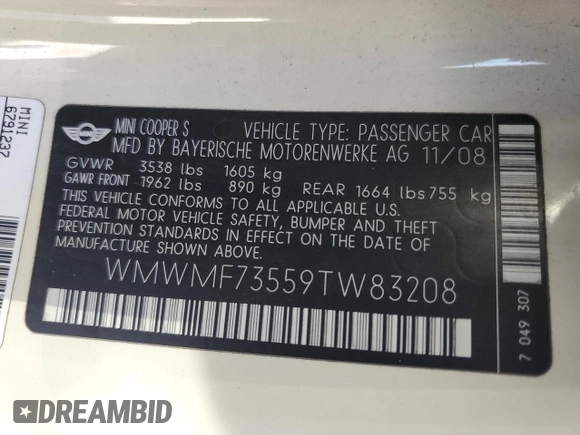 MINI
6791237
MINI COOPER S VEHICLE TYPE: PASSENGER CAR
MFD BY BAYERISCHE MOTORENWERKE AG 11/08
GVWR 3538 lbs 1605 kg
GAWR FRONT 1962 lbs 890 kg REAR 1664 lbs 755 kg
THIS VEHICLE CONFORMS TO ALL APPLICABLE U.S.
FEDERAL MOTOR VEHICLE SAFETY, BUMPER AND THEFT
PREVENTION STANDARDS IN EFFECT ON THE DATE OF
MANUFACTURE SHOWN ABOVE.
WMWMF73559TW83208
7 049 307
DREAMBID